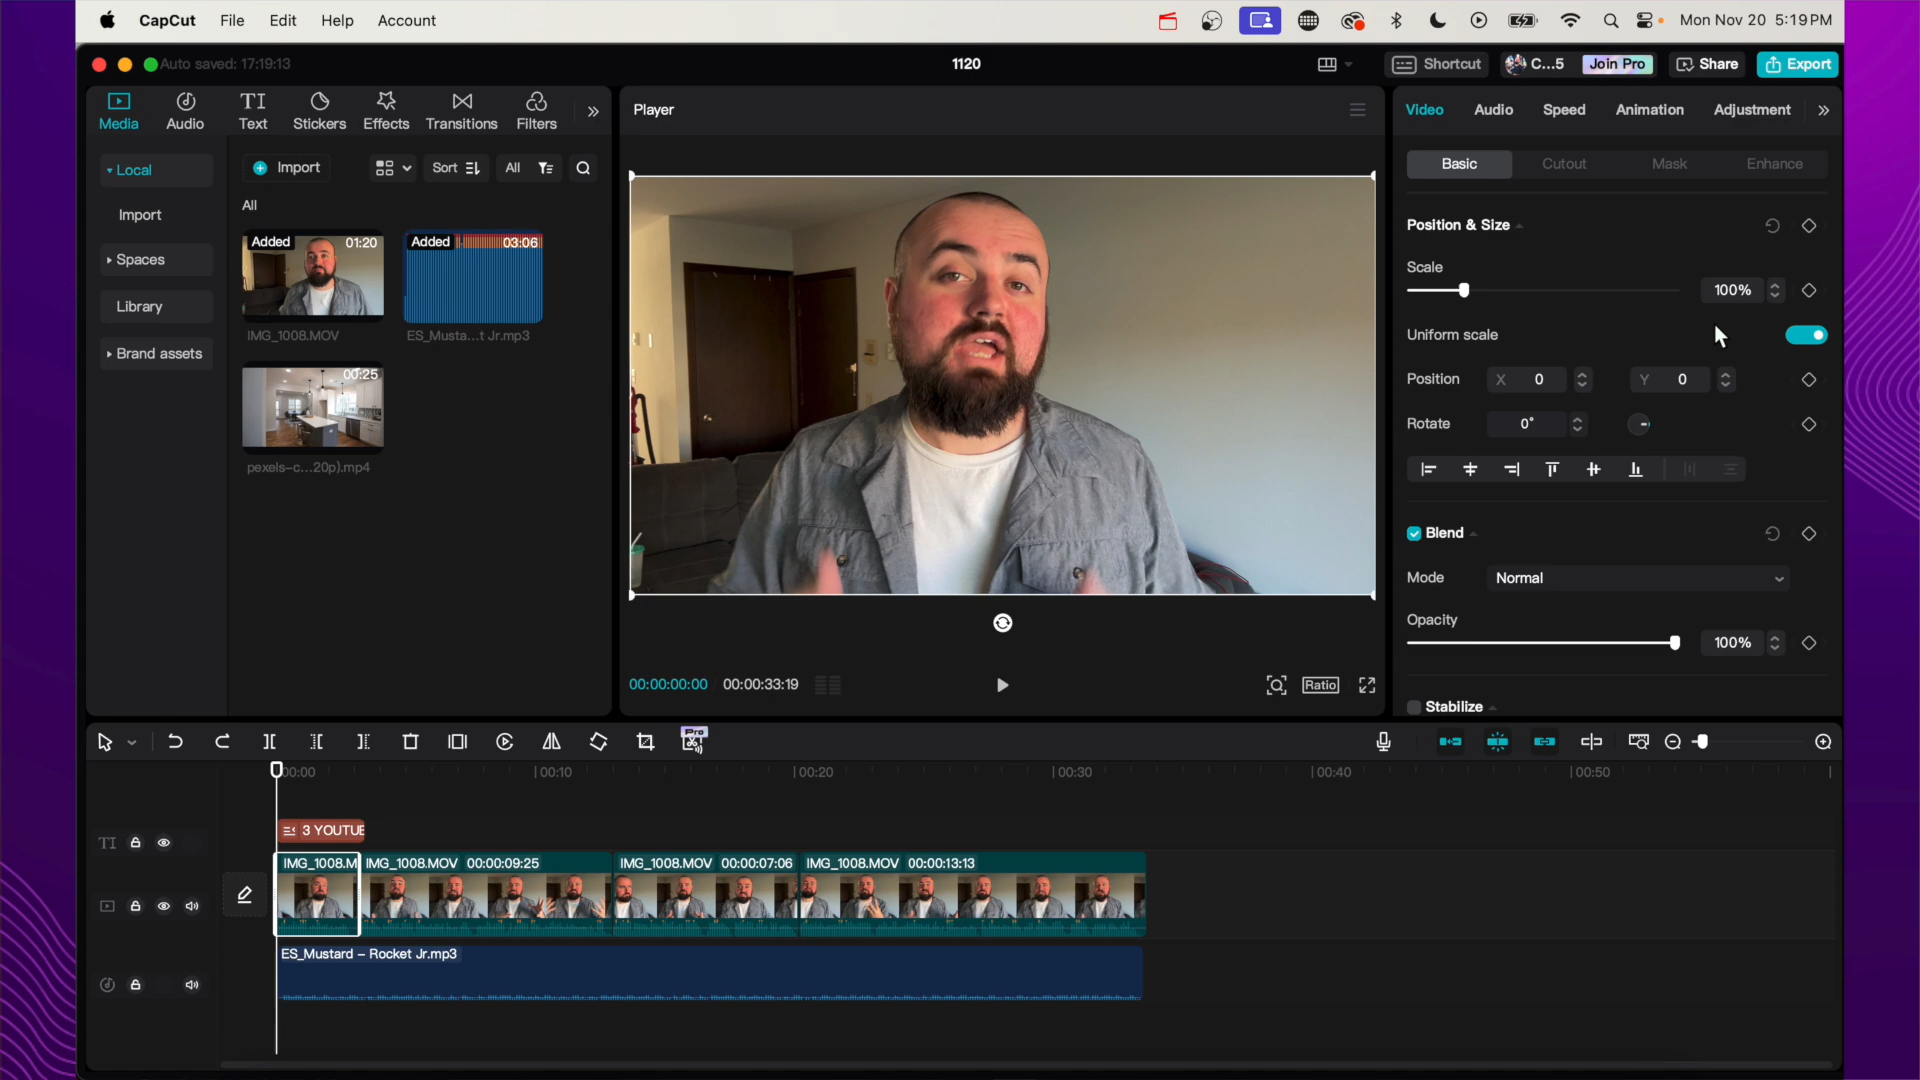 CapCut File Edit Help Account Mon Nov 20 5:19 PM
Auto saved: 17:19:13 1120 Shortcut C...5 Join Pro Share Export
Media Audio Text Stickers Effects Transitions Filters
Player
Video Audio Speed Animation Adjustment
Local
Import Sort All
Basic Cutout Mask Enhance
Import
All
Spaces
Library
Brand assets
Added 01:20 Added 03:06
IMG_1008.MOV ES_Musta...t Jr.mp3
00:25
pexels-c...20p).mp4
Position & Size
Scale
100%
Uniform scale
Position X 0 Y 0
Rotate 0°
Blend
Mode Normal
Opacity
100%
Stabilize
00:00:00:00 00:00:33:19 Ratio
Pro
00:00 00:10 00:20 00:30 00:40 00:50
TI 3 YOUTUE
IMG_1008.M IMG_1008.MOV 00:00:09:25 IMG_1008.MOV 00:00:07:06 IMG_1008.MOV 00:00:13:13
ES_Mustard – Rocket Jr.mp3